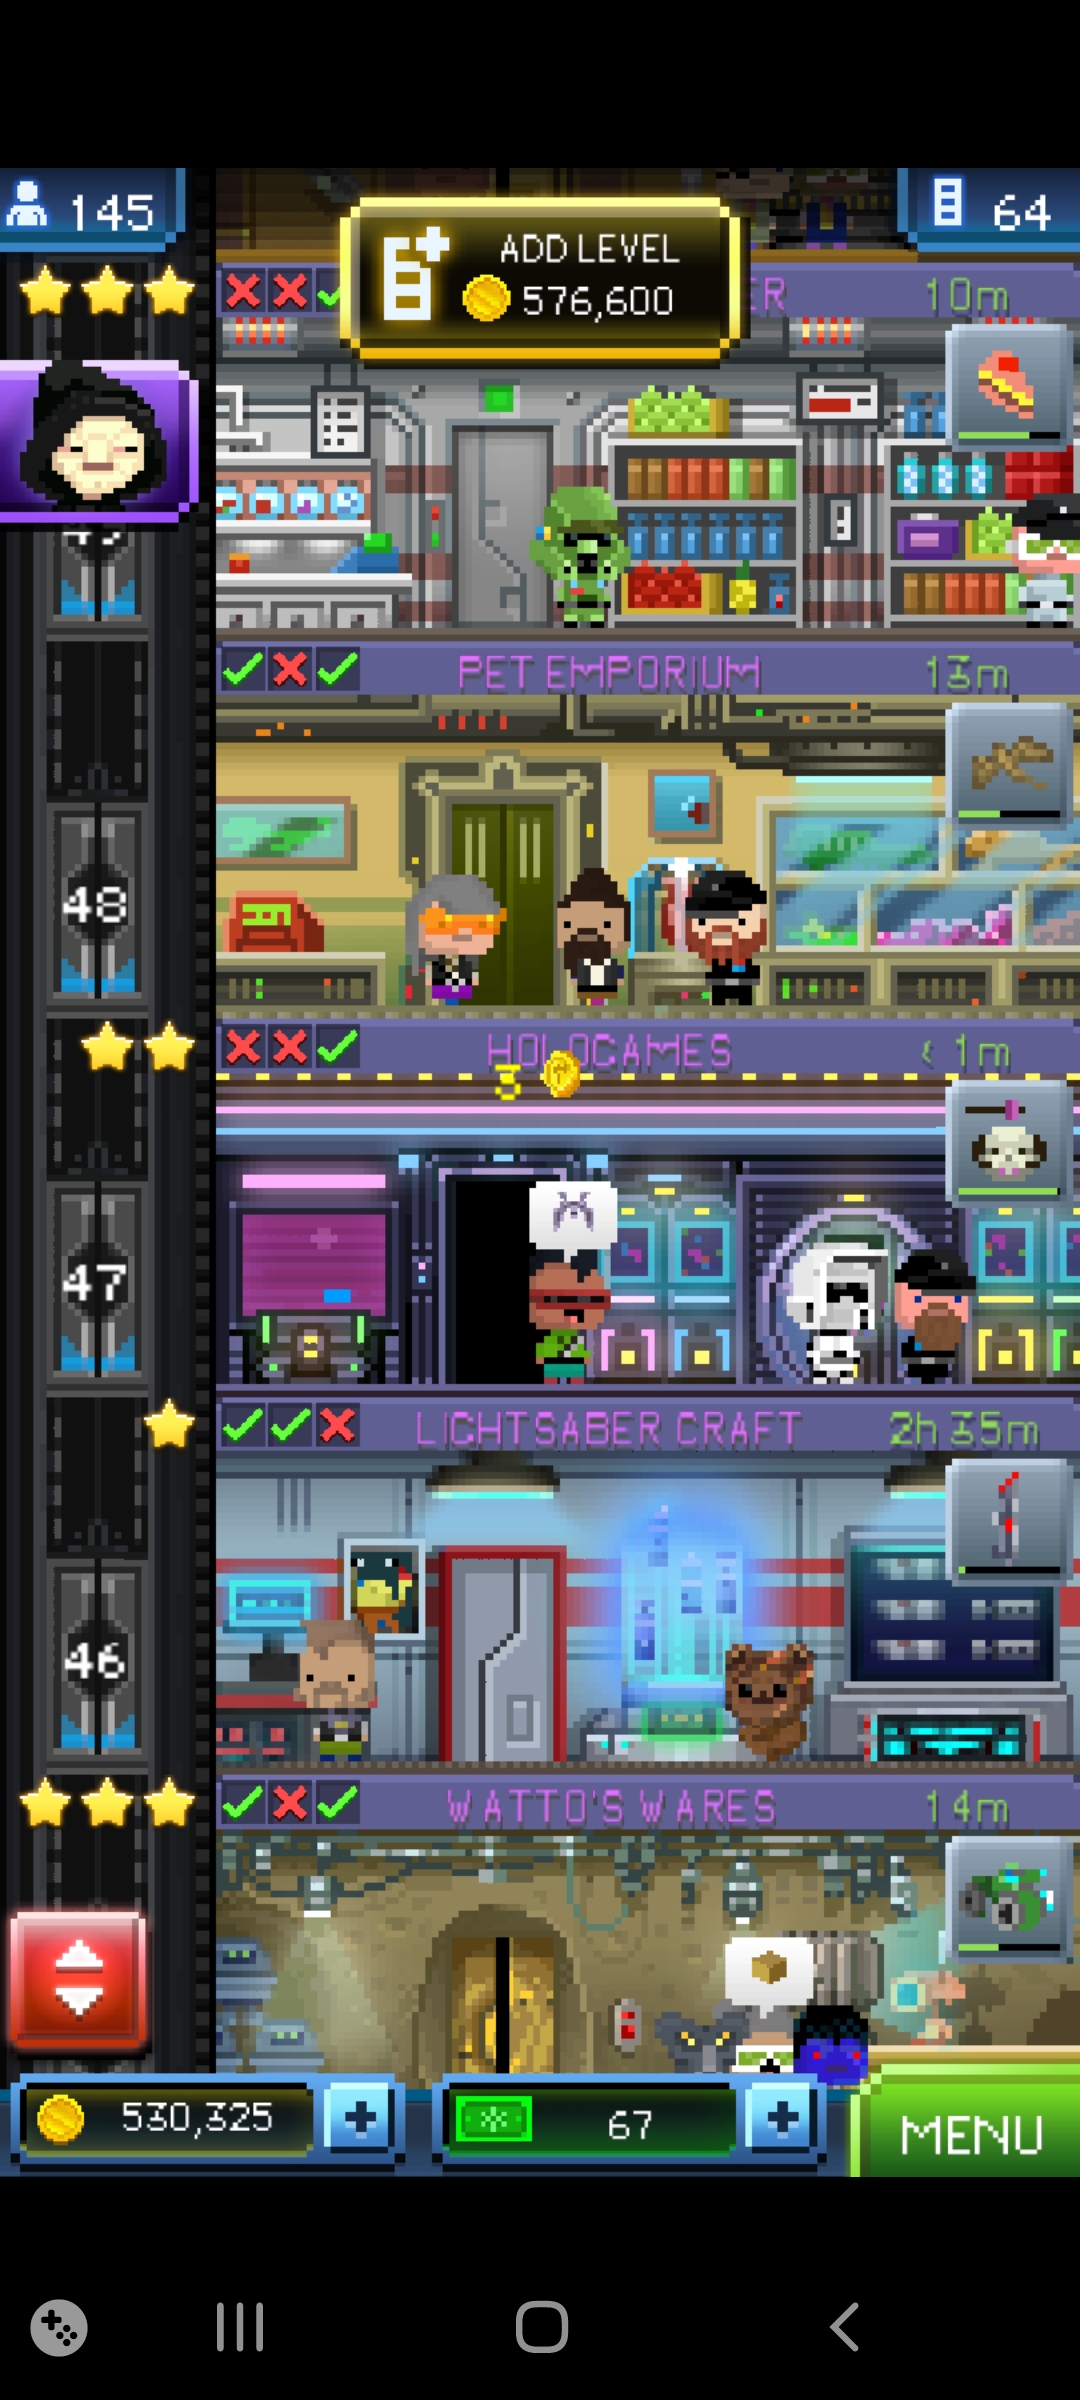 145
ADD LEVEL
576,600
64
ER
10m
PET EMPORIUM
13m
48
HOLOGAMES
< 1m
3
47
LIGHTSABER CRAFT
2h 35m
46
WATTO'S WARES
14m
530,325
67
MENU